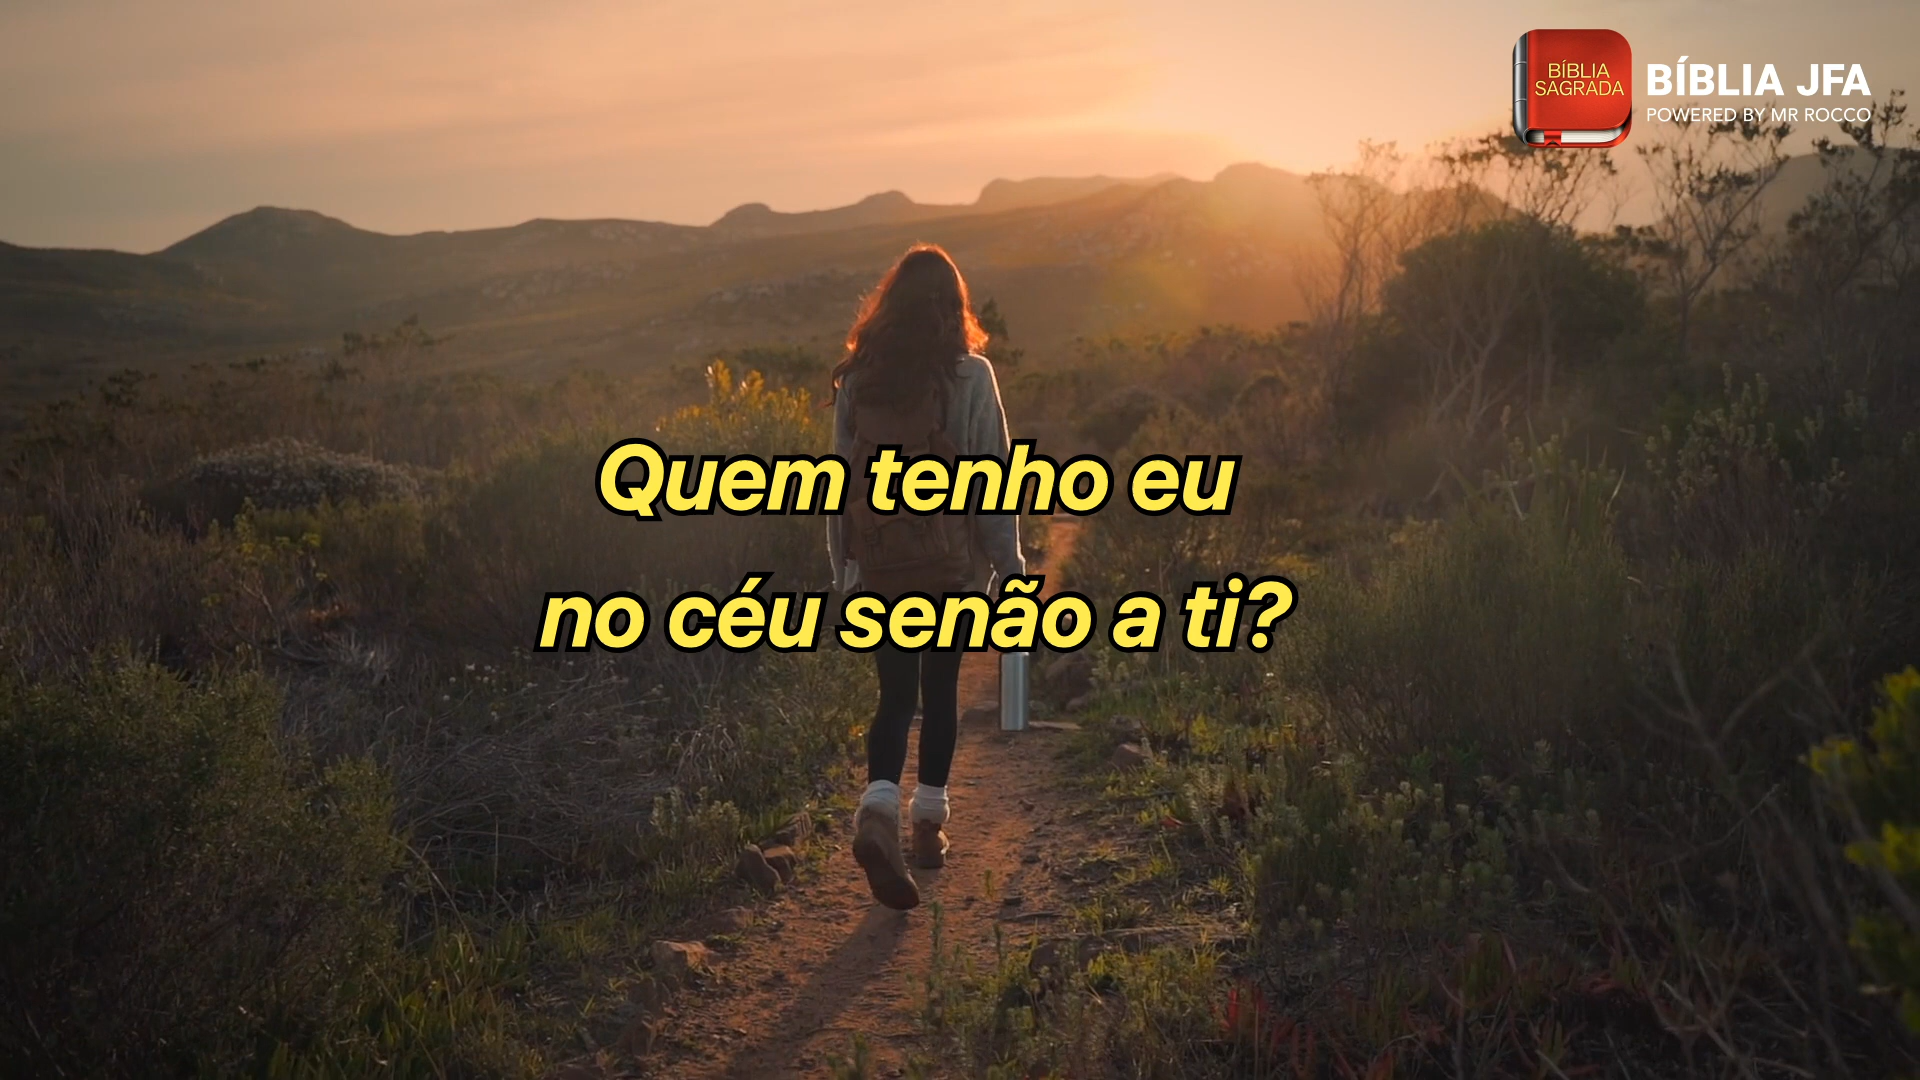 BÍBLIA
SAGRADA
BÍBLIA JFA
POWERED BY MR ROCCO
Quem tenho eu
no céu senão a ti?